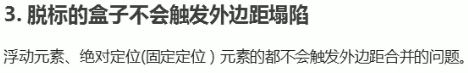 3. 脱标的盒子不会触发外边距塌陷
浮动元素、绝对定位(固定定位）元素的都不会触发外边距合并的问题。